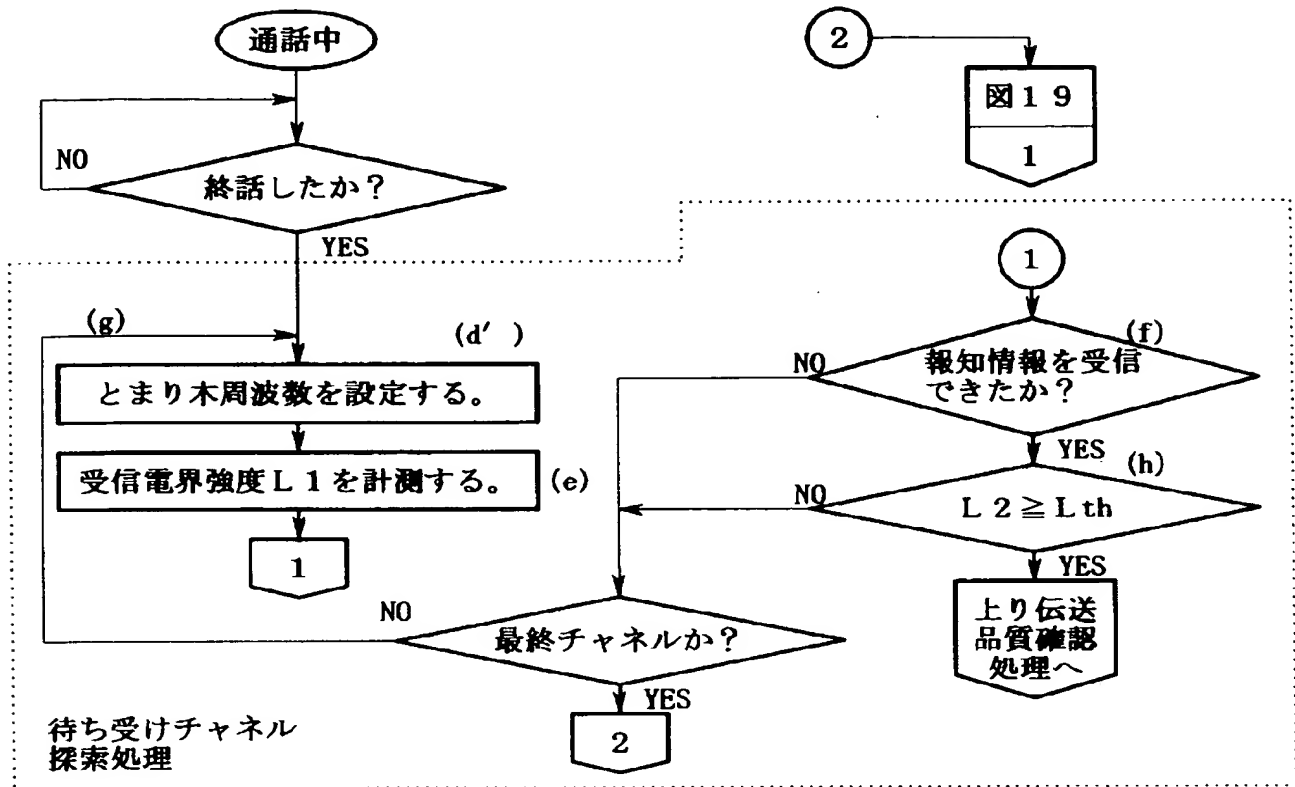 通話中
NO
終話したか？
YES
(g)
(d′)
とまり木周波数を設定する。
受信電界強度Ｌ１を計測する。
(e)
1
NO
最終チャネルか？
YES
2
待ち受けチャネル
探索処理
2
図１９
1
1
(f)
NO
報知情報を受信
できたか？
YES
(h)
NO
Ｌ２≧Ｌth
YES
上り伝送
品質確認
処理へ